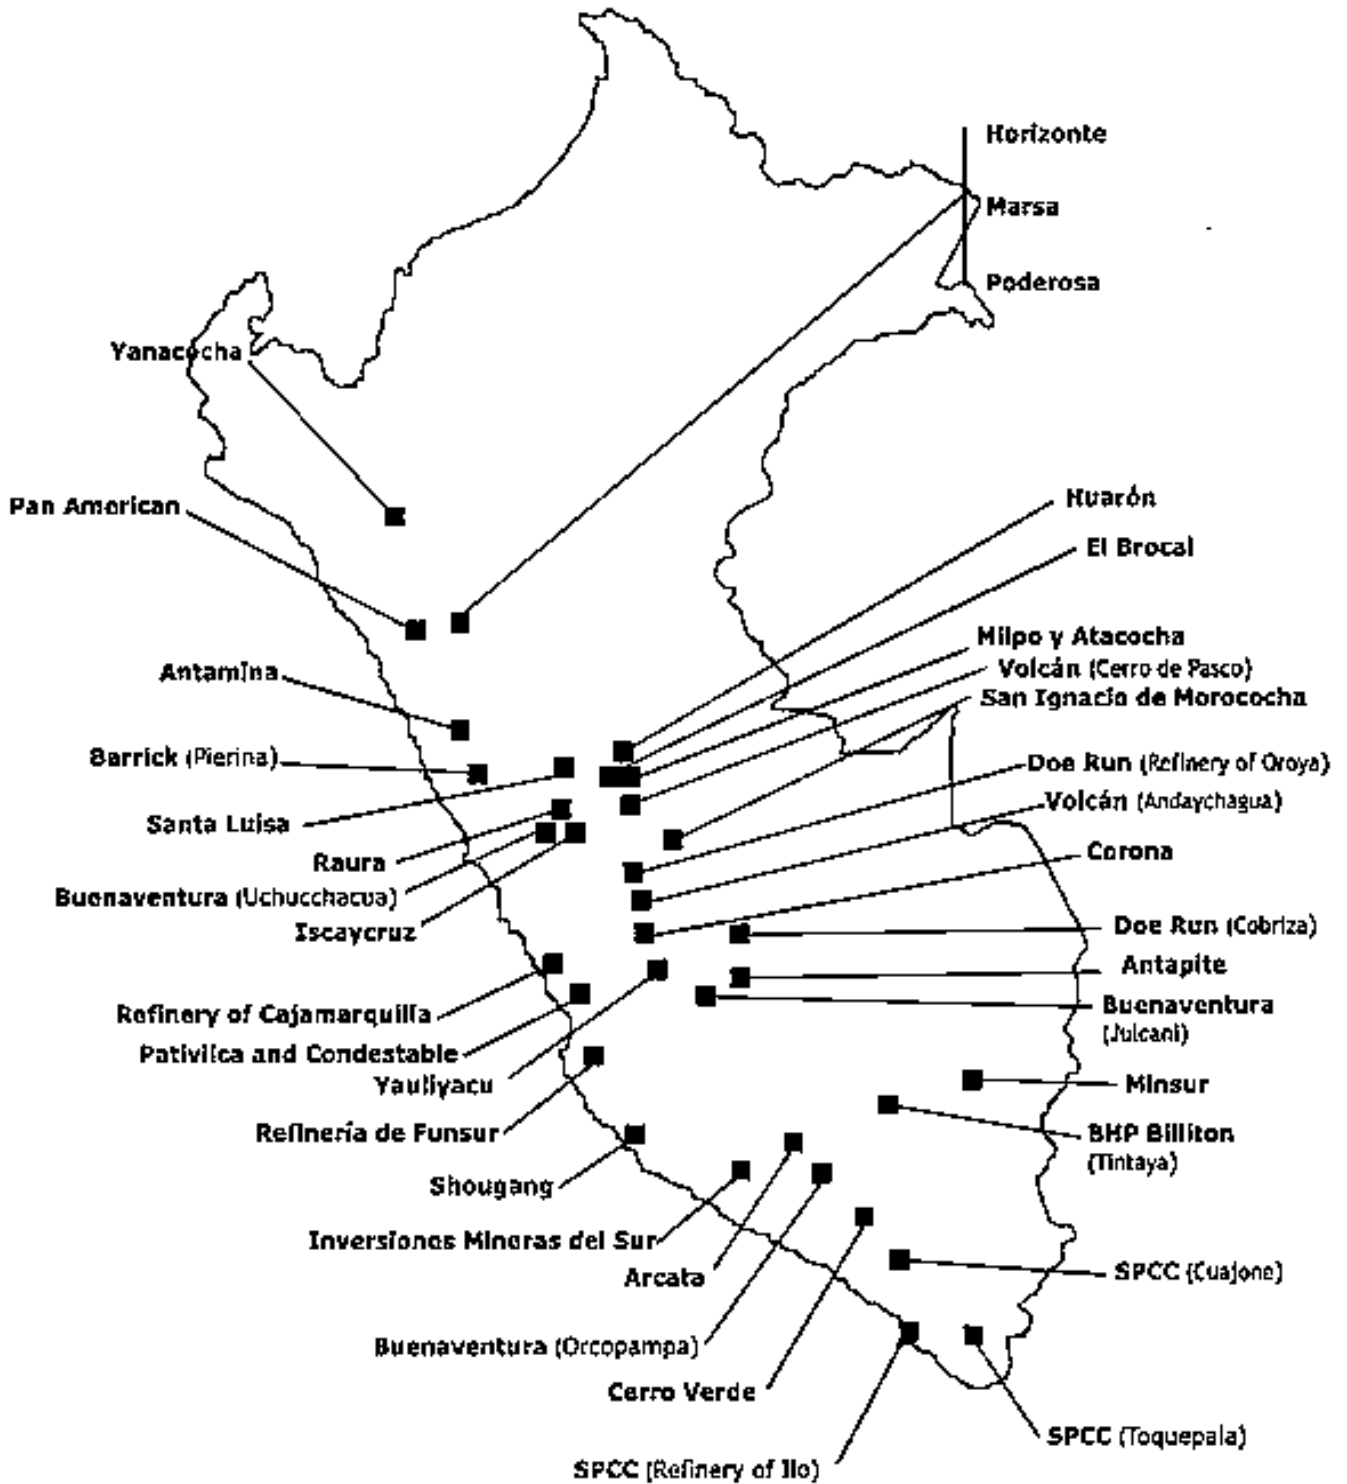 Horizonte
Marsa
Poderosa
Yanacocha
Pan American
Huarón
El Brocal
Milpo y Atacocha
Volcán (Cerro de Pasco)
San Ignacio de Morococha
Antamina
Barrick (Pierina)
Doe Run (Refinery of Oroya)
Volcán (Andaychagua)
Santa Luisa
Raura
Corona
Buenaventura (Uchucchacua)
Iscaycruz
Doe Run (Cobriza)
Antapite
Buenaventura
(Julcani)
Refinery of Cajamarquilla
Pativilca and Condestable
Yauliyacu
Minsur
Refinería de Funsur
BHP Billiton
(Tintaya)
Shougang
Inversiones Mineras del Sur
Arcata
SPCC (Cuajone)
Buenaventura (Orcopampa)
Cerro Verde
SPCC (Toquepala)
SPCC (Refinery of Ilo)